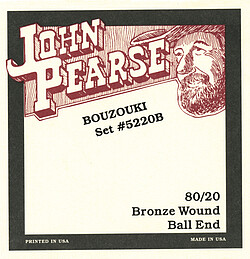 JOHN
PEARSE
BOUZOUKI
Set #5220B
80/20
Bronze Wound
Ball End
PRINTED IN USA
MADE IN USA